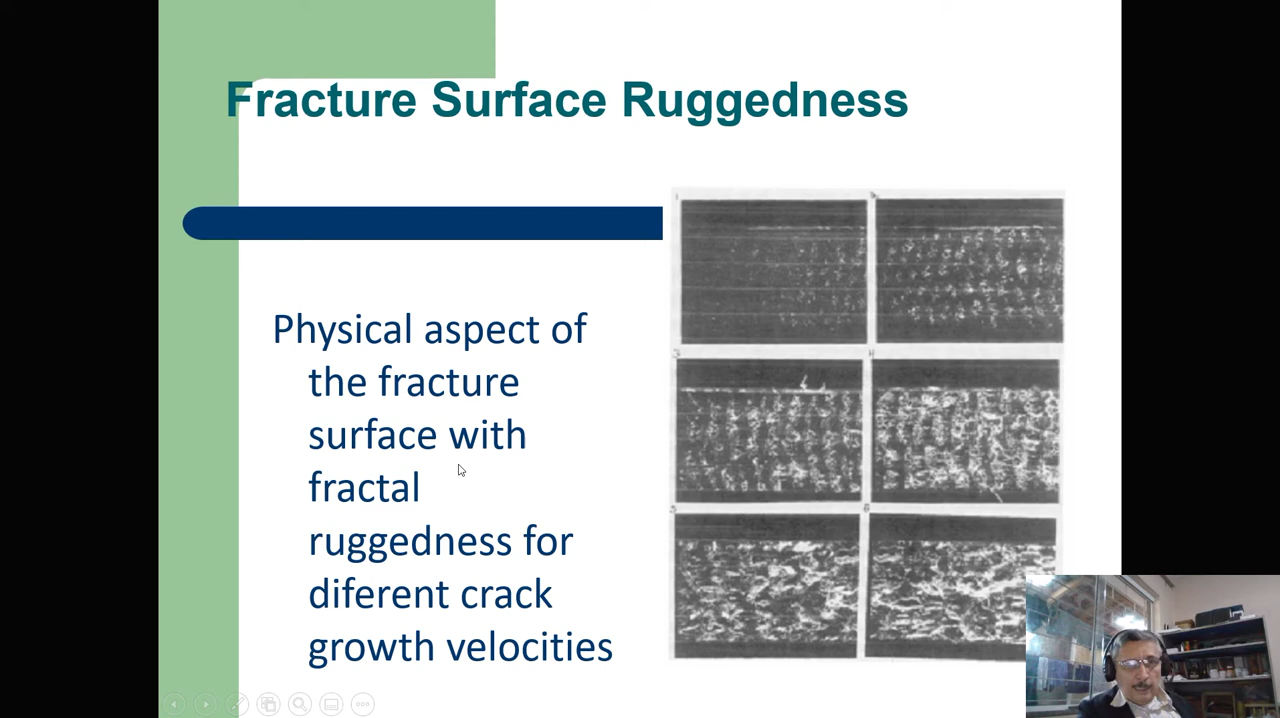 Fracture Surface Ruggedness
Physical aspect of
the fracture
surface with
fractal
ruggedness for
diferent crack
growth velocities